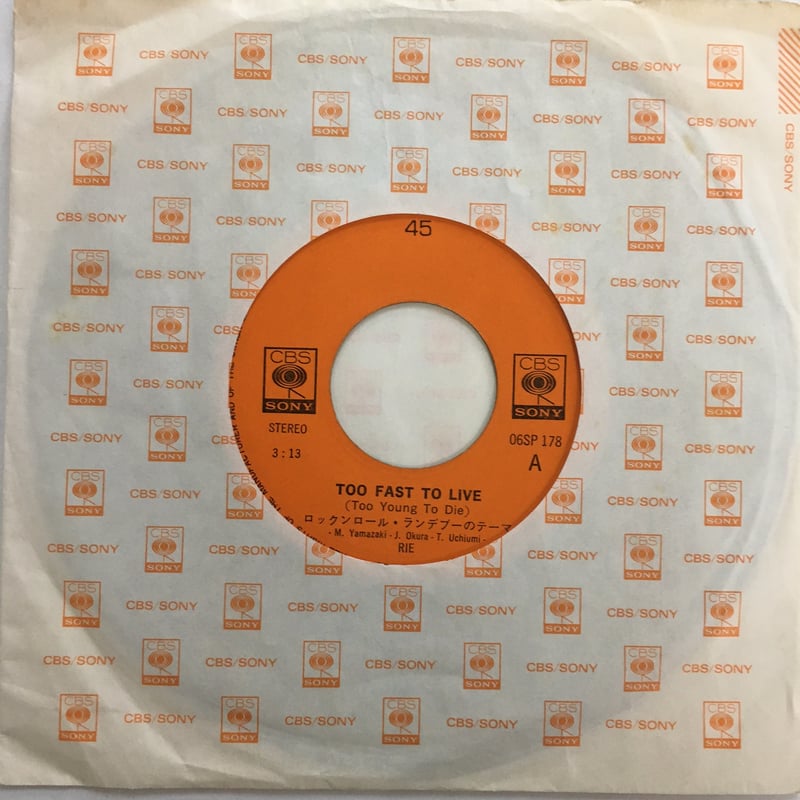 45
CBS
SONY
CBS
SONY
STEREO
3:13
06SP 178
A
TOO FAST TO LIVE
(Too Young To Die)
ロックンロール・ランデブーのテーマ
· M. Yamazaki · J. Okura · T. Uchiumi ·
RIE
CBS/SONY